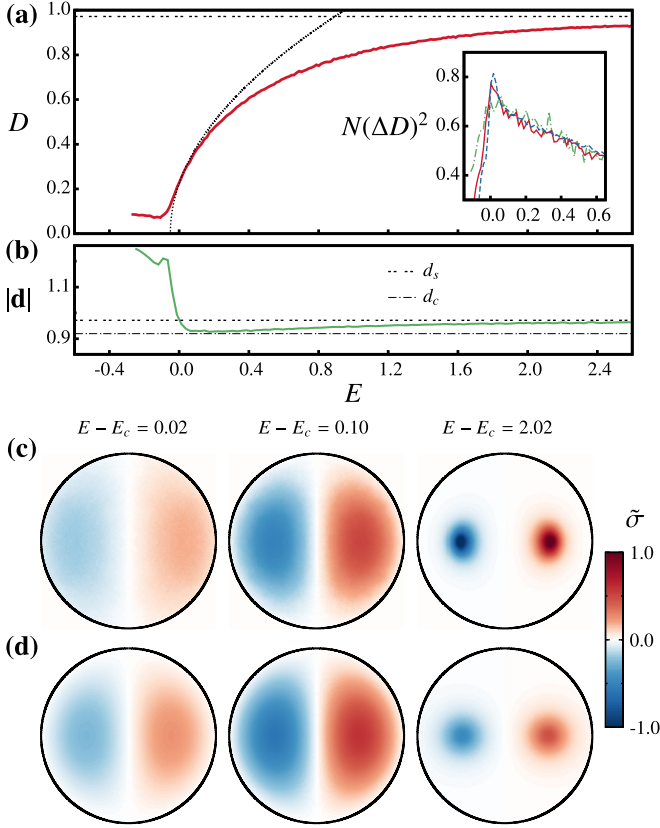 (a)
1.0
0.8
0.6
0.4
0.2
0.0
D
N(ΔD)²
0.8
0.6
0.4
0.0 0.2 0.4 0.6
(b)
|d|
1.1
0.9
d_s
d_c
-0.4 0.0 0.4 0.8 1.2 1.6 2.0 2.4
E
E − E_c = 0.02 E − E_c = 0.10 E − E_c = 2.02
(c)
(d)
σ̃
1.0
0.5
0.0
-0.5
-1.0